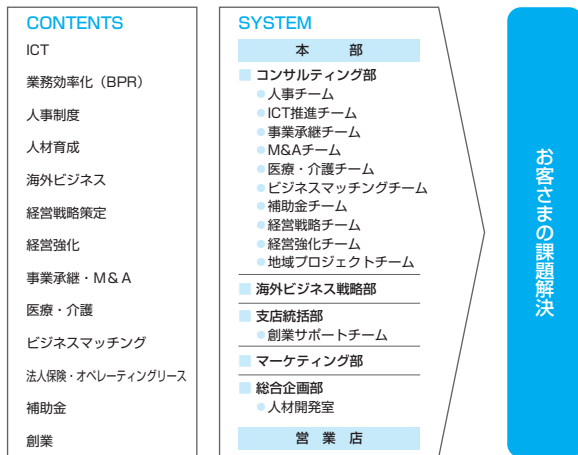 CONTENTS
ICT
業務効率化（BPR）
人事制度
人材育成
海外ビジネス
経営戦略策定
経営強化
事業承継・M＆A
医療・介護
ビジネスマッチング
法人保険・オペレーティングリース
補助金
創業
SYSTEM
本 部
コンサルティング部
人事チーム
ICT推進チーム
事業承継チーム
M&Aチーム
医療・介護チーム
ビジネスマッチングチーム
補助金チーム
経営戦略チーム
経営強化チーム
地域プロジェクトチーム
海外ビジネス戦略部
支店統括部
創業サポートチーム
マーケティング部
総合企画部
人材開発室
営 業 店
お客さまの課題解決